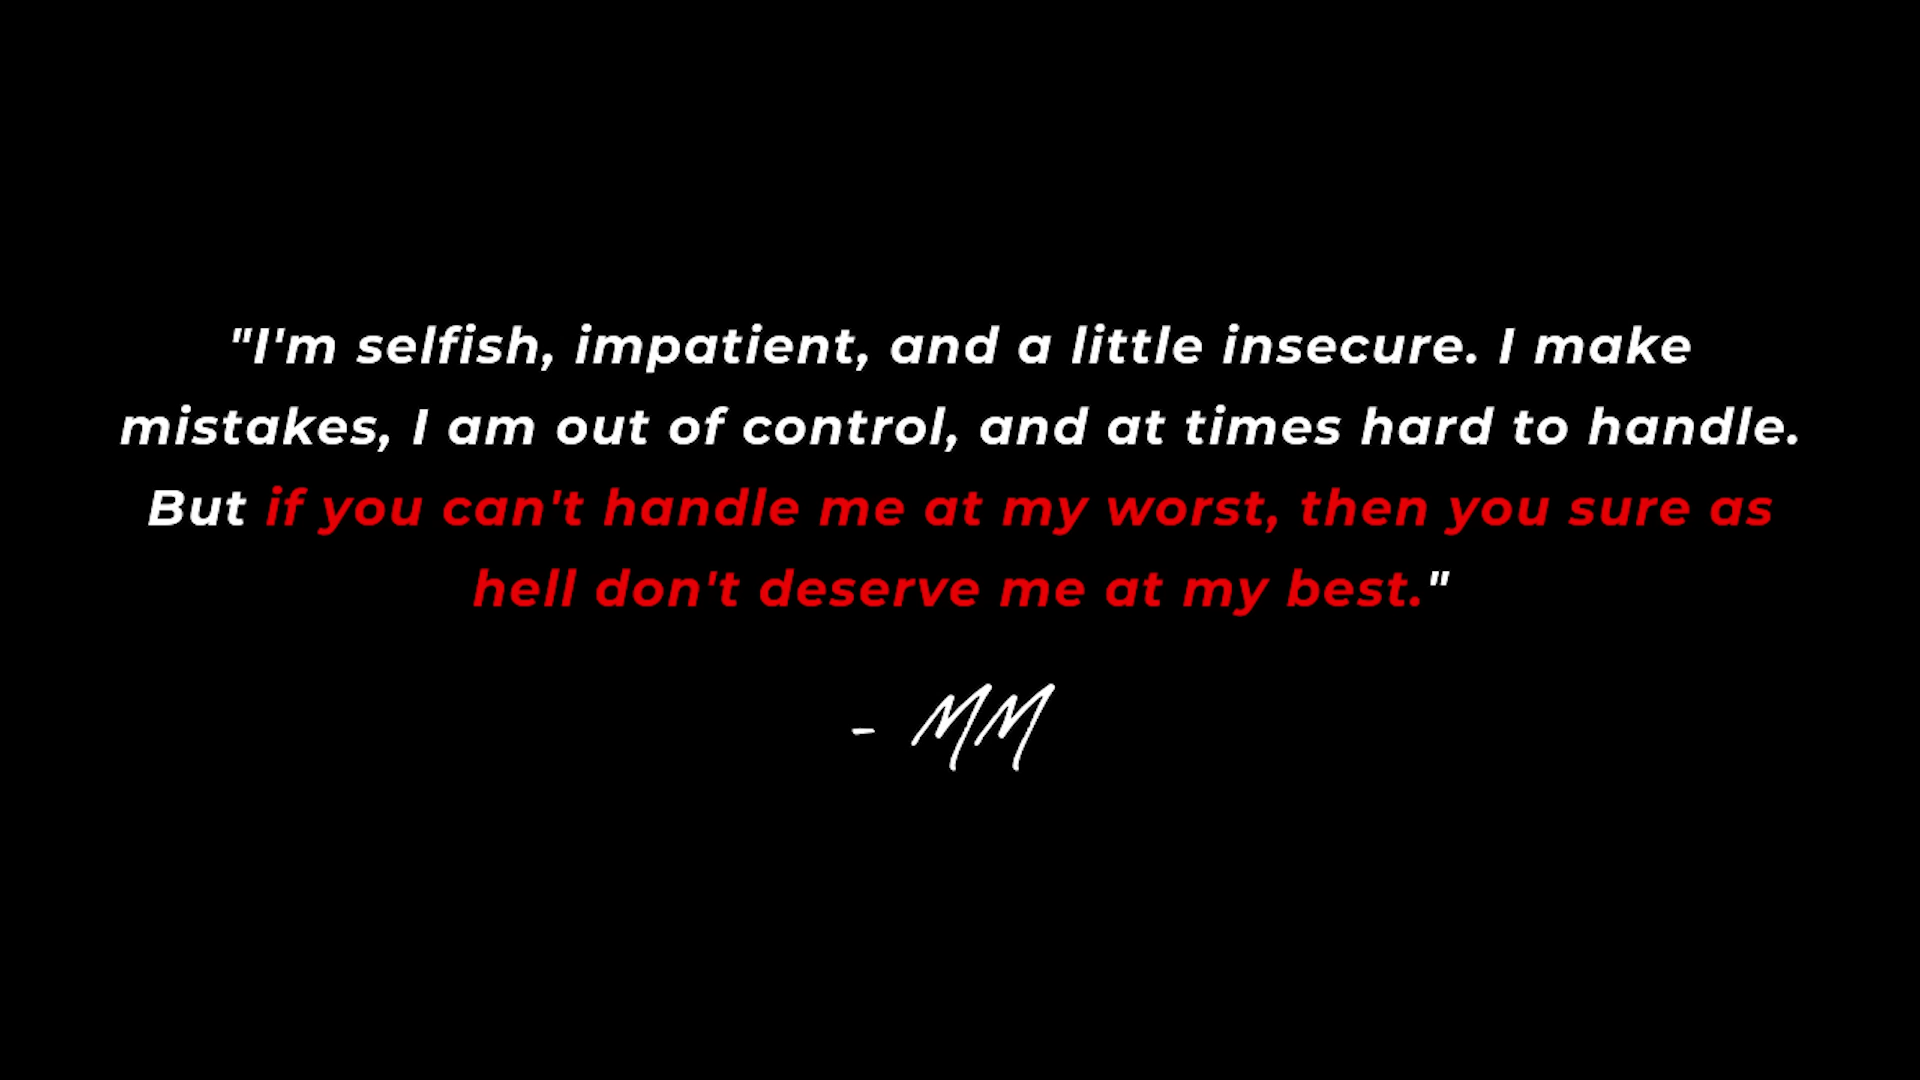 "I'm selfish, impatient, and a little insecure. I make
mistakes, I am out of control, and at times hard to handle.
But if you can't handle me at my worst, then you sure as
hell don't deserve me at my best."
- MM